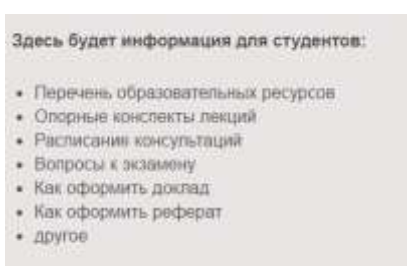 Здесь будет информация для студентов:
• Перечень образовательных ресурсов
• Опорные конспекты лекций
• Расписания консультаций
• Вопросы к экзамену
• Как оформить доклад
• Как оформить реферат
• другое